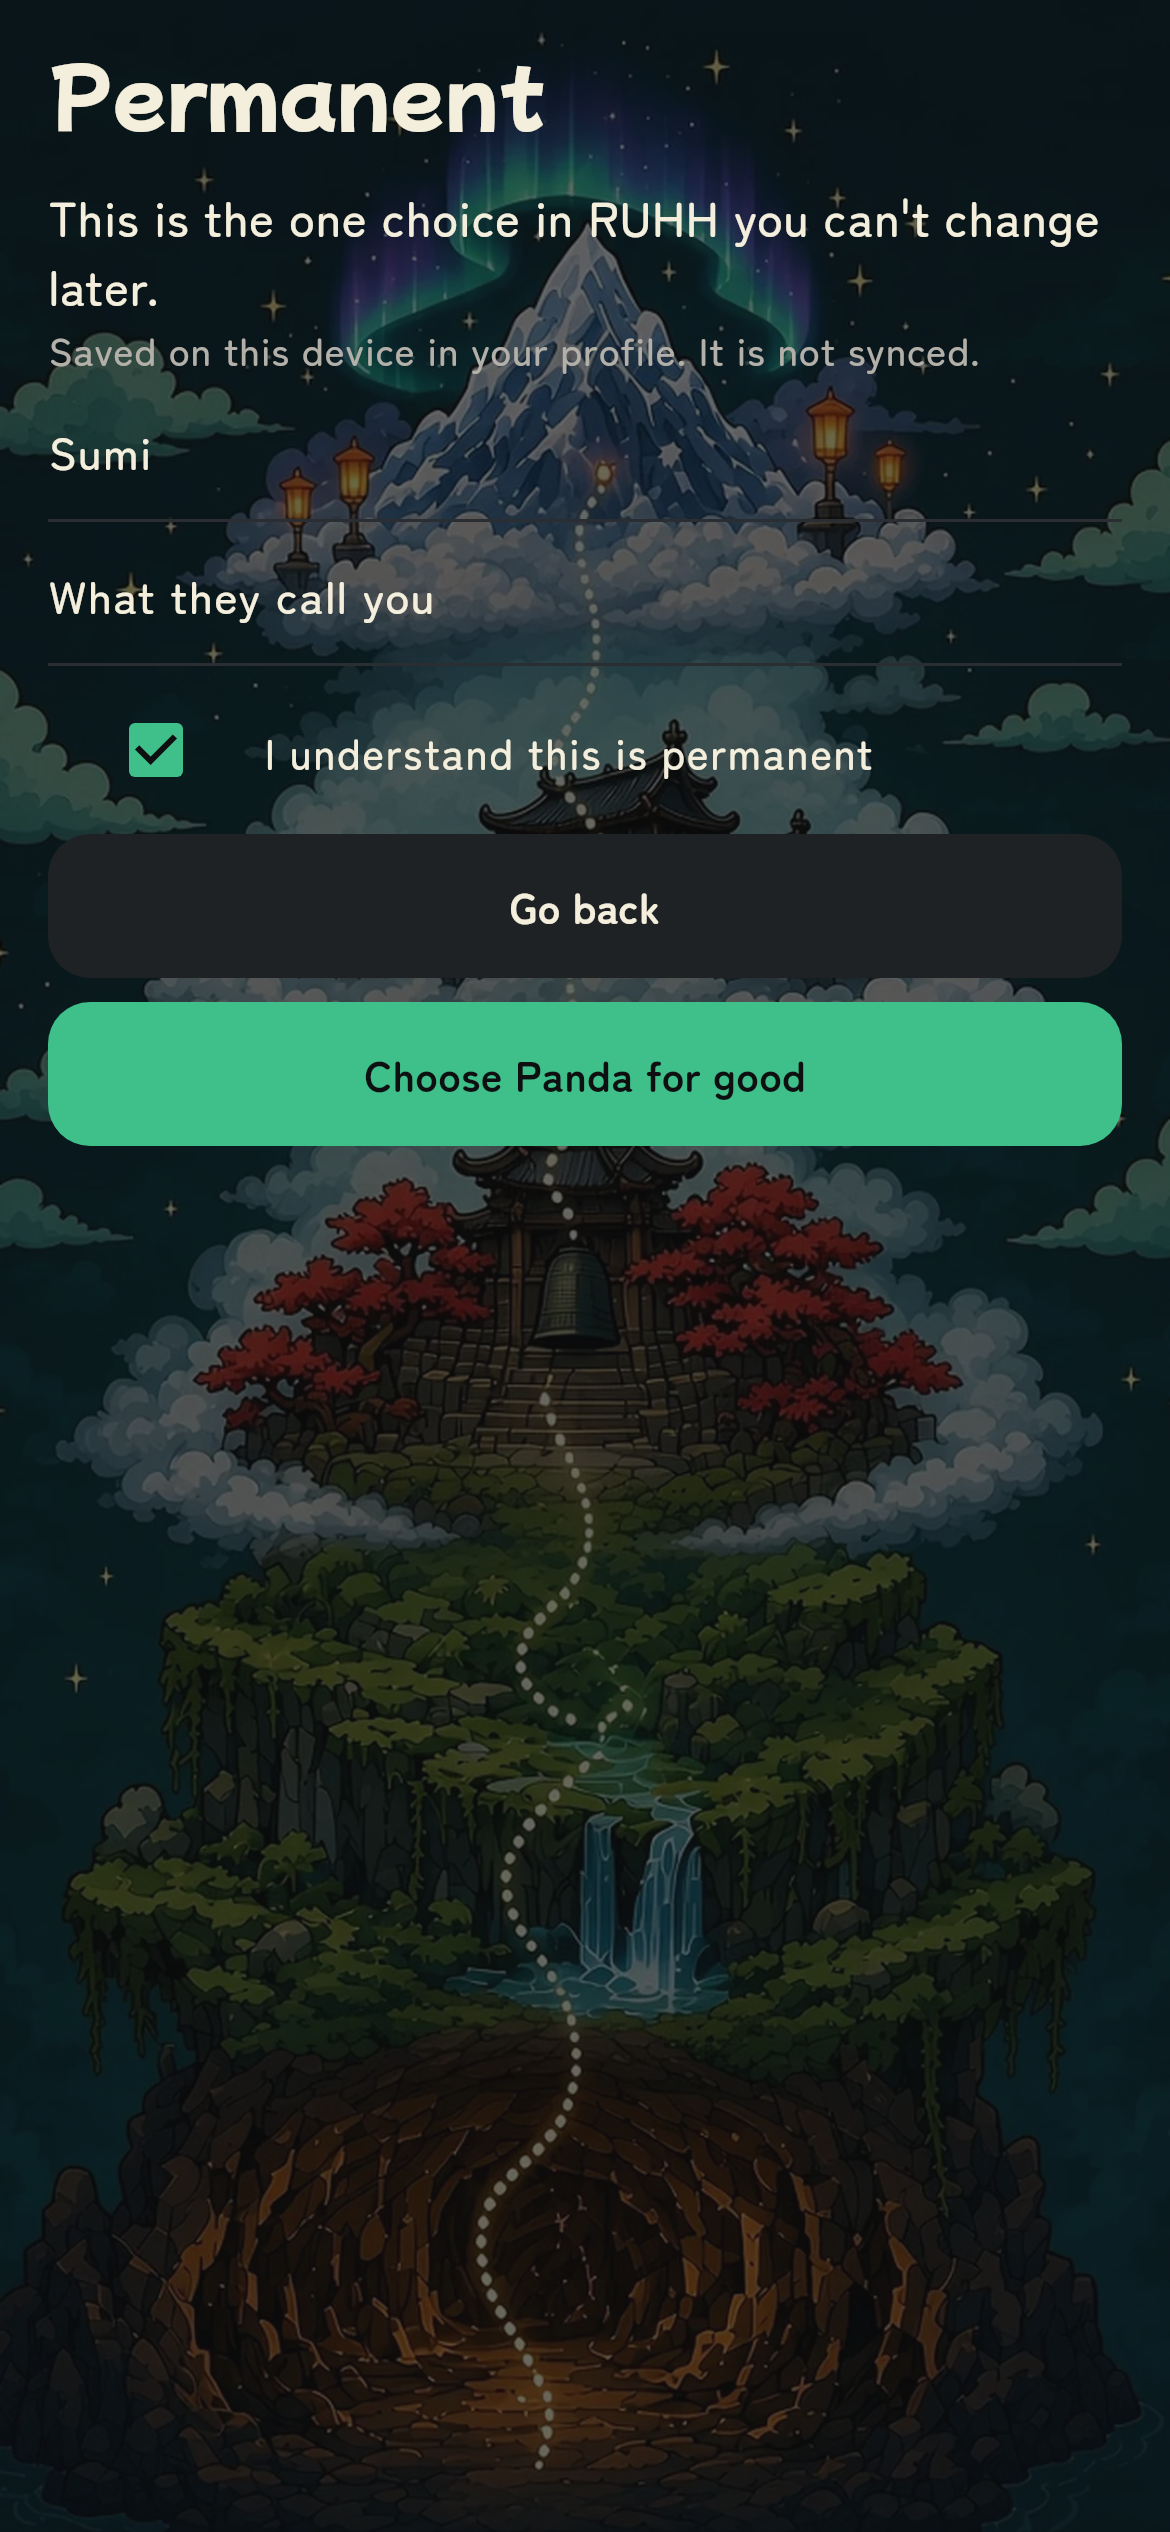 Permanent
This is the one choice in RUHH you can't change
later.
Saved on this device in your profile. It is not synced.
Sumi
What they call you
I understand this is permanent
Go back
Choose Panda for good